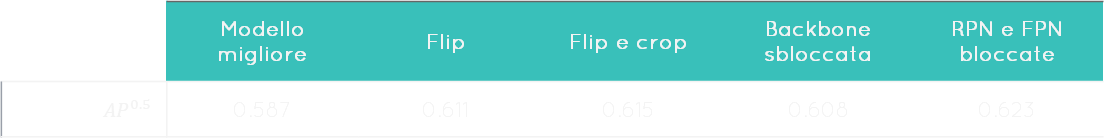 Modello migliore Flip Flip e crop Backbone sbloccata RPN e FPN bloccate
AP^0.5 0.587 0.611 0.615 0.608 0.623